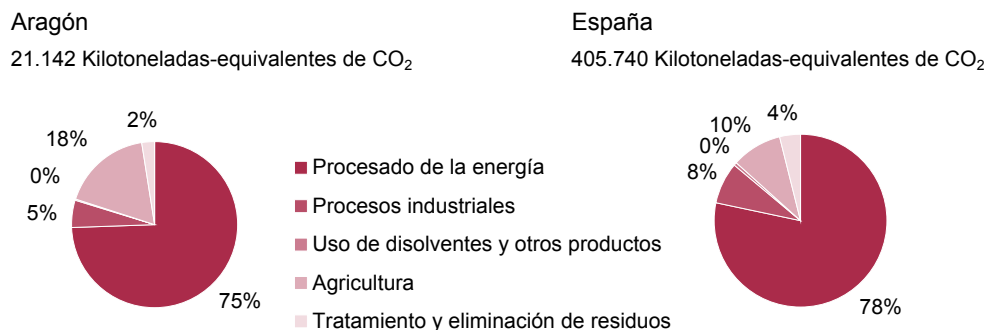 Aragón
21.142 Kilotoneladas-equivalentes de CO₂
España
405.740 Kilotoneladas-equivalentes de CO₂
2%
18%
0%
5%
75%
Procesado de la energía
Procesos industriales
Uso de disolventes y otros productos
Agricultura
Tratamiento y eliminación de residuos
4%
10%
0%
8%
78%